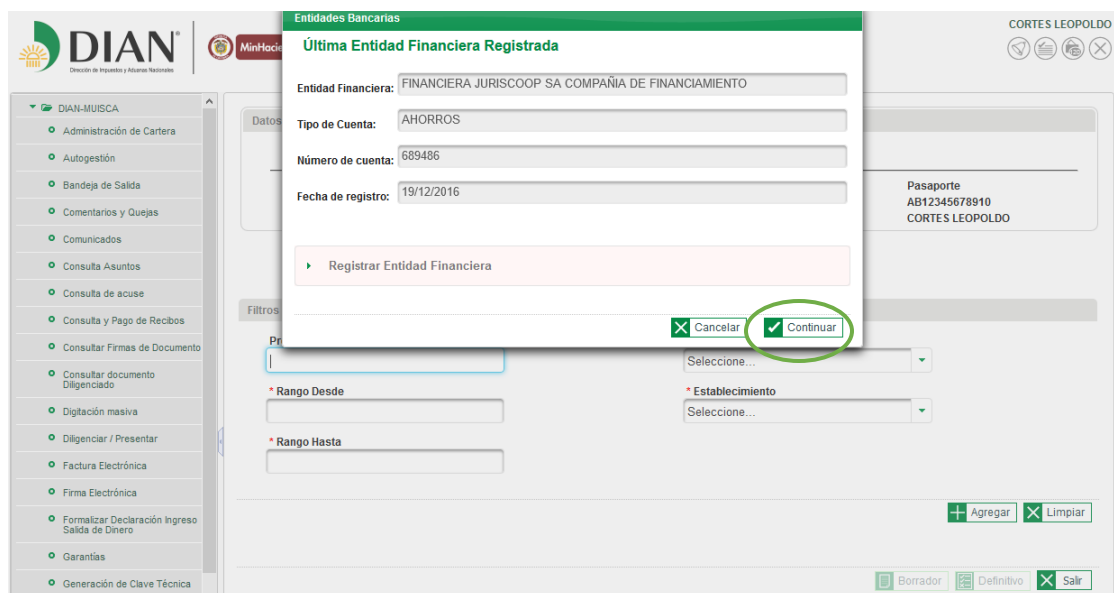 DIAN
Dirección de Impuestos y Aduanas Nacionales
MinHacie
CORTES LEOPOLDO
Entidades Bancarias
Última Entidad Financiera Registrada
Entidad Financiera: FINANCIERA JURISCOOP SA COMPAÑIA DE FINANCIAMIENTO
Tipo de Cuenta: AHORROS
Número de cuenta: 689486
Fecha de registro: 19/12/2016
Registrar Entidad Financiera
Cancelar Continuar
DIAN-MUISCA
Administración de Cartera
Autogestión
Bandeja de Salida
Comentarios y Quejas
Comunicados
Consulta Asuntos
Consulta de acuse
Consulta y Pago de Recibos
Consultar Firmas de Documento
Consultar documento
Diligenciado
Digitación masiva
Diligenciar / Presentar
Factura Electrónica
Firma Electrónica
Formalizar Declaración Ingreso
Salida de Dinero
Garantías
Generación de Clave Técnica
Datos
Pasaporte
AB12345678910
CORTES LEOPOLDO
Filtros
Pr
Seleccione...
* Rango Desde
* Establecimiento
Seleccione...
* Rango Hasta
Agregar Limpiar
Borrador Definitivo Salir